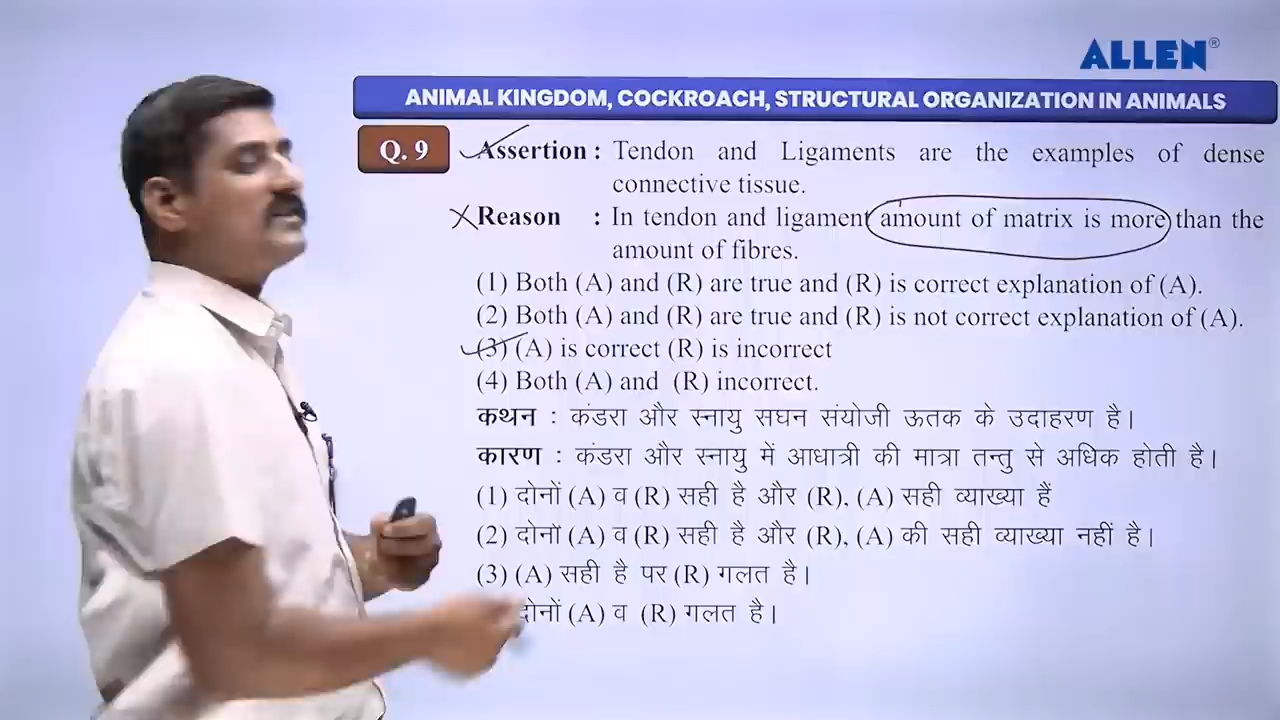 ALLEN®
ANIMAL KINGDOM, COCKROACH, STRUCTURAL ORGANIZATION IN ANIMALS
Q. 9
Assertion : Tendon and Ligaments are the examples of dense
connective tissue.
Reason : In tendon and ligament amount of matrix is more than the
amount of fibres.
(1) Both (A) and (R) are true and (R) is correct explanation of (A).
(2) Both (A) and (R) are true and (R) is not correct explanation of (A).
(3) (A) is correct (R) is incorrect
(4) Both (A) and (R) incorrect.
कथन : कंडरा और स्नायु सघन संयोजी ऊतक के उदाहरण है।
कारण : कंडरा और स्नायु में आधात्री की मात्रा तन्तु से अधिक होती है।
(1) दोनों (A) व (R) सही है और (R), (A) सही व्याख्या हैं
(2) दोनों (A) व (R) सही है और (R), (A) की सही व्याख्या नहीं है।
(3) (A) सही है पर (R) गलत है।
दोनों (A) व (R) गलत है।